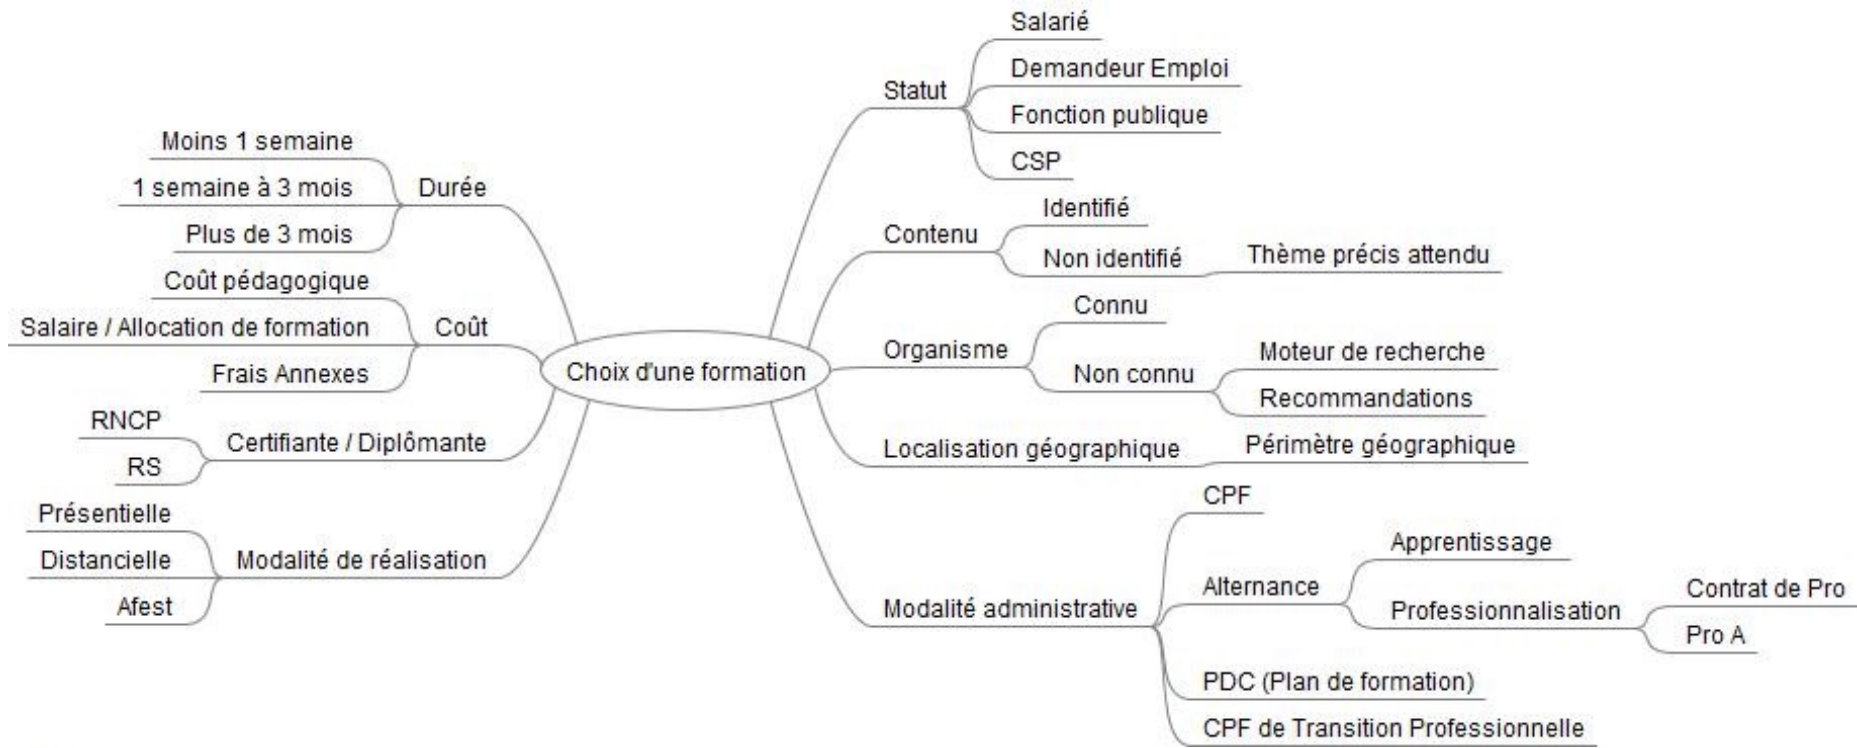 Choix d'une formation
Statut
Salarié
Demandeur Emploi
Fonction publique
CSP
Contenu
Identifié
Non identifié
Thème précis attendu
Organisme
Connu
Non connu
Moteur de recherche
Recommandations
Localisation géographique
Périmètre géographique
Modalité administrative
CPF
Alternance
Apprentissage
Professionnalisation
Contrat de Pro
Pro A
PDC (Plan de formation)
CPF de Transition Professionnelle
Durée
Moins 1 semaine
1 semaine à 3 mois
Plus de 3 mois
Coût
Coût pédagogique
Salaire / Allocation de formation
Frais Annexes
Certifiante / Diplômante
RNCP
RS
Modalité de réalisation
Présentielle
Distancielle
Afest